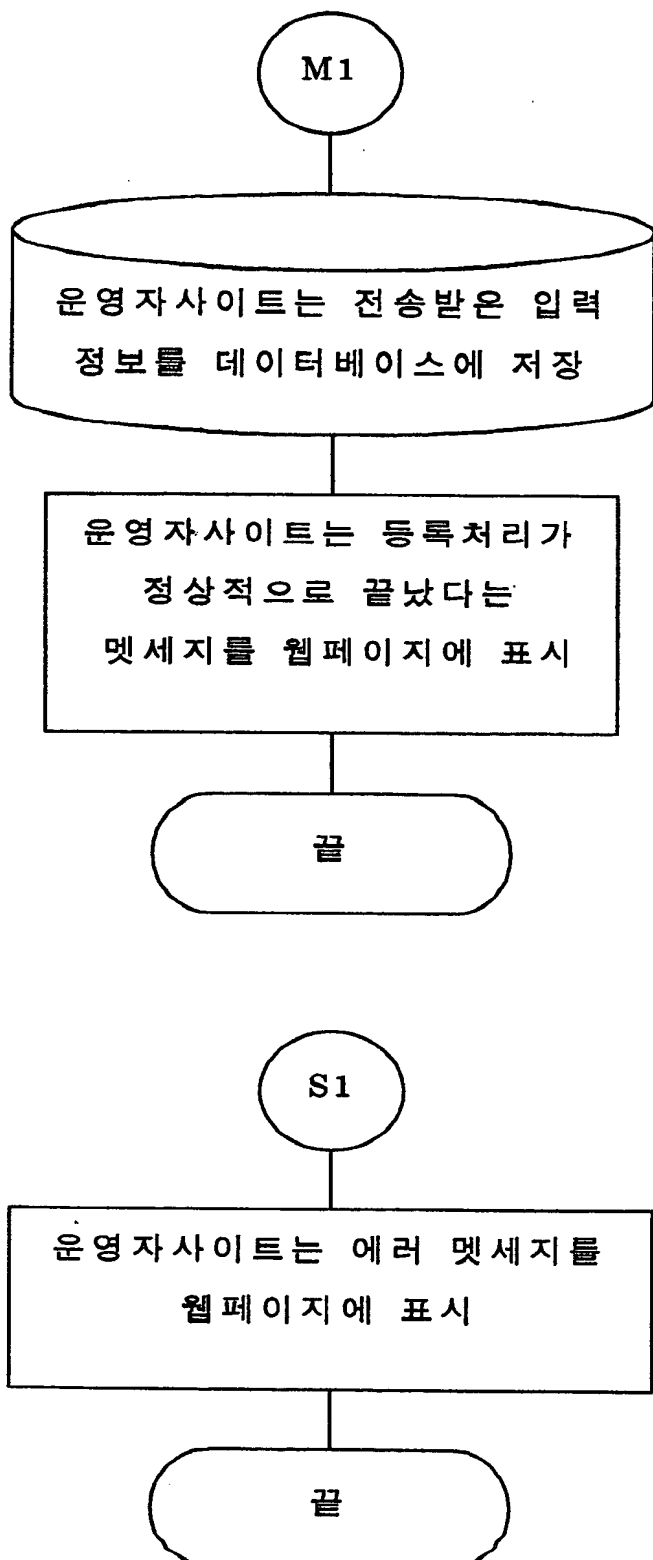 M1
운영자사이트는 전송받은 입력
정보를 데이터베이스에 저장
운영자사이트는 등록처리가
정상적으로 끝났다는
멧세지를 웹페이지에 표시
끝
S1
운영자사이트는 에러 멧세지를
웹페이지에 표시
끝